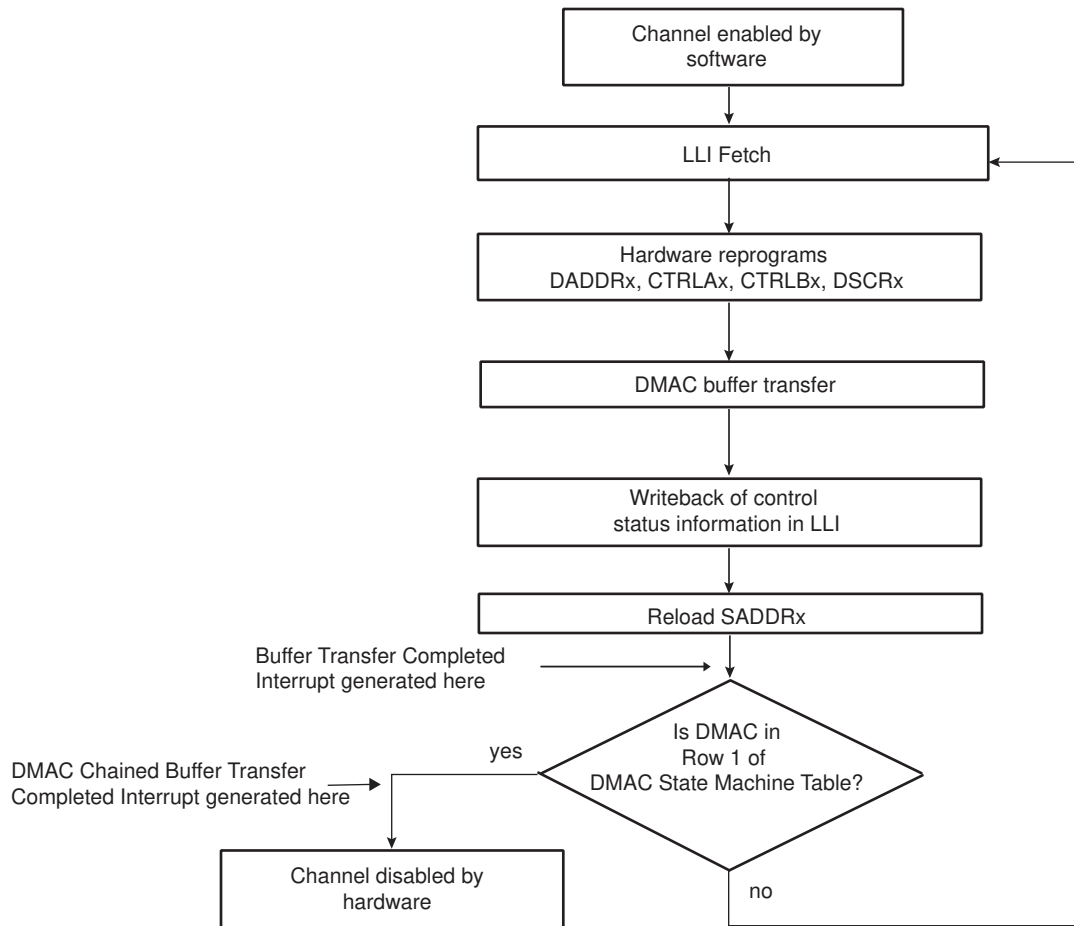 Channel enabled by
software
LLI Fetch
Hardware reprograms
DADDRx, CTRLAx, CTRLBx, DSCRx
DMAC buffer transfer
Writeback of control
status information in LLI
Reload SADDRx
Buffer Transfer Completed
Interrupt generated here
Is DMAC in
Row 1 of
DMAC State Machine Table?
yes
DMAC Chained Buffer Transfer
Completed Interrupt generated here
Channel disabled by
hardware
no